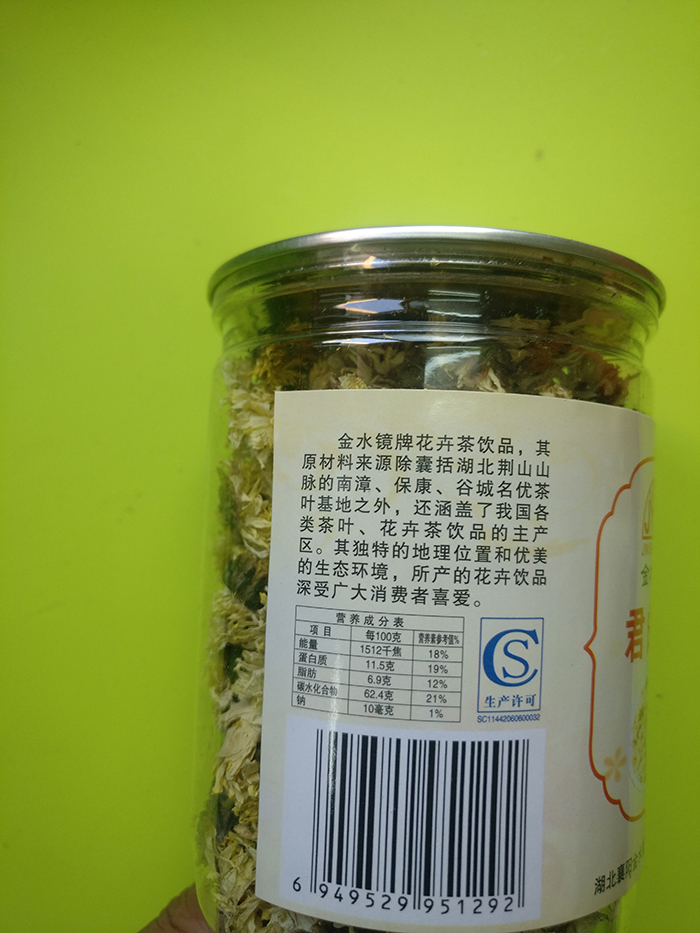 金水镜牌花卉茶饮品，其
原材料来源除囊括湖北荆山山
脉的南漳、保康、谷城名优茶
叶基地之外，还涵盖了我国各
类茶叶、花卉茶饮品的主产
区。其独特的地理位置和优美
的生态环境，所产的花卉饮品
深受广大消费者喜爱。
营养成分表
项目 每100克 营养素参考值%
能量 1512千焦 18%
蛋白质 11.5克 19%
脂肪 6.9克 12%
碳水化合物 62.4克 21%
钠 10毫克 1%
生产许可
SC11442060600032
6 949529 951292
君
湖北襄阳金